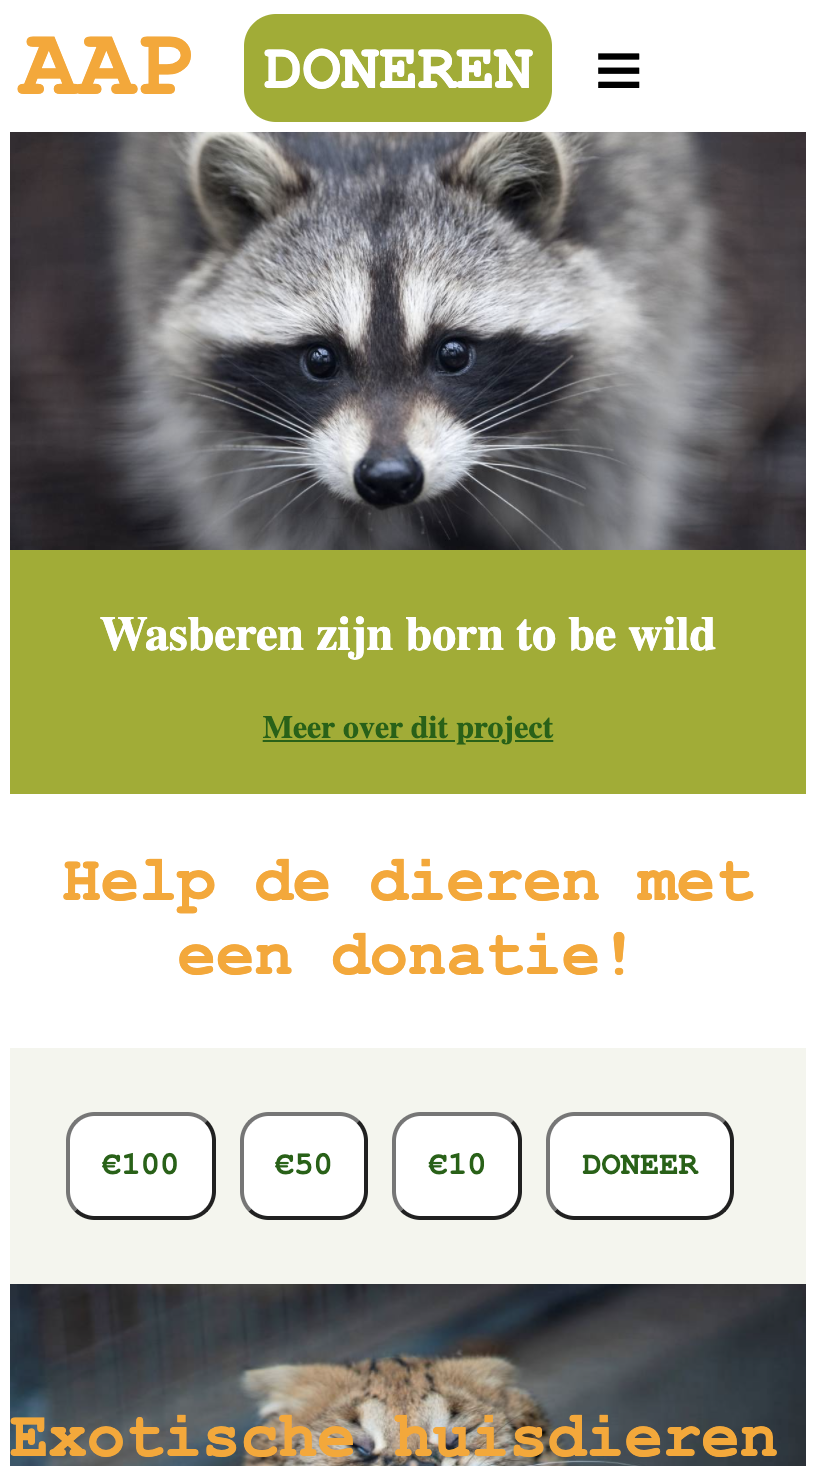 AAP
DONEREN
Wasberen zijn born to be wild
Meer over dit project
Help de dieren met
een donatie!
€100
€50
€10
DONEER
Exotische huisdieren